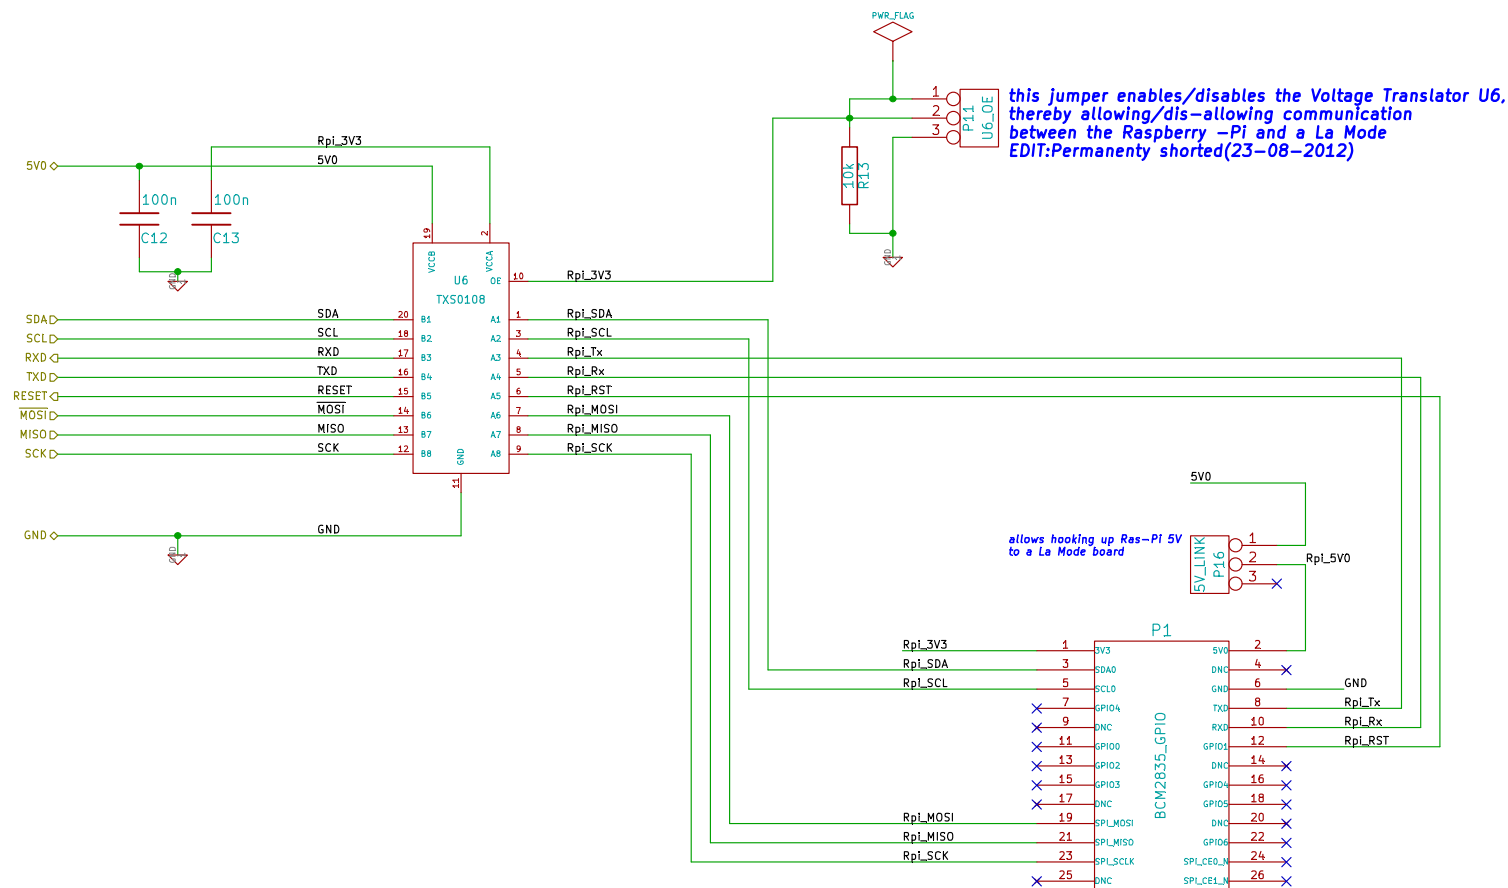 PWR_FLAG
1
2
3
P11
U6_OE
this jumper enables/disables the Voltage Translator U6,
thereby allowing/dis-allowing communication
between the Raspberry -Pi and a La Mode
EDIT:Permanenty shorted(23-08-2012)
10k
R13
GND
Rpi_3V3
5V0
5V0
100n
C12
100n
C13
GND
19
VCCB
2
VCCA
U6
TXS0108
OE
10
Rpi_3V3
SDA
SDA
20
B1
A1
1
Rpi_SDA
SCL
SCL
18
B2
A2
3
Rpi_SCL
RXD
RXD
17
B3
A3
4
Rpi_Tx
TXD
TXD
16
B4
A4
5
Rpi_Rx
RESET
RESET
15
B5
A5
6
Rpi_RST
MOSI
MOSI
14
B6
A6
7
Rpi_MOSI
MISO
MISO
13
B7
A7
8
Rpi_MISO
SCK
SCK
12
B8
A8
9
Rpi_SCK
GND
11
GND
GND
GND
5V0
allows hooking up Ras-Pi 5V
to a La Mode board
5V_LINK
P16
1
2
3
Rpi_5V0
P1
BCM2835_GPIO
Rpi_3V3
1
3V3
5V0
2
Rpi_SDA
3
SDA0
DNC
4
Rpi_SCL
5
SCL0
GND
6
GND
7
GPIO4
TXD
8
Rpi_Tx
9
DNC
RXD
10
Rpi_Rx
11
GPIO0
GPIO1
12
Rpi_RST
13
GPIO2
DNC
14
15
GPIO3
GPIO4
16
17
DNC
GPIO5
18
Rpi_MOSI
19
SPI_MOSI
DNC
20
Rpi_MISO
21
SPI_MISO
GPIO6
22
Rpi_SCK
23
SPI_SCLK
SPI_CE0_N
24
25
DNC
SPI_CE1_N
26